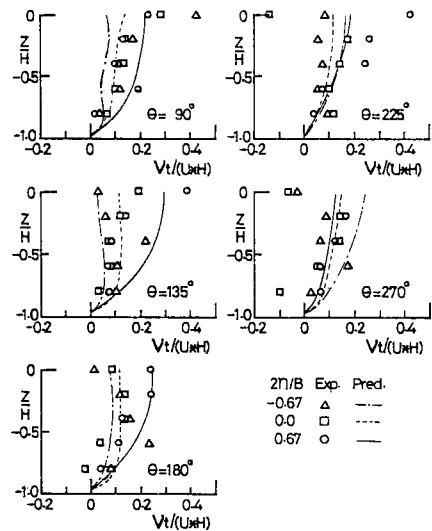 0
Z/H
-0.5
-1.0
θ= 90°
-0.2 0 0.2 0.4
Vt/(U*H)
0
Z/H
-0.5
-1.0
θ=225°
-0.2 0 0.2 0.4
Vt/(U*H)
0
Z/H
-0.5
-1.0
θ=135°
-0.2 0 0.2 0.4
Vt/(U*H)
0
Z/H
-0.5
-1.0
θ=270°
-0.2 0 0.2 0.4
Vt/(U*H)
0
Z/H
-0.5
-1.0
θ=180°
-0.2 0 0.2 0.4
Vt/(U*H)
2η/B Exp. Pred.
-0.67
0.0
0.67